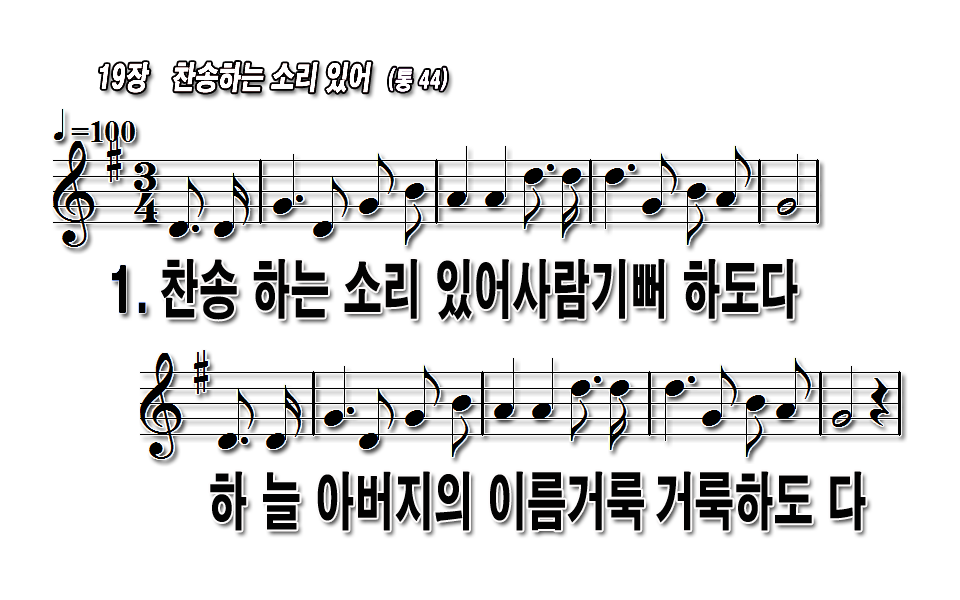 19장 찬송하는 소리 있어 (통 44)
♩=100
3/4
1. 찬송 하는 소리 있어사람기뻐 하도다
하 늘 아버지의 이름거룩 거룩하도 다